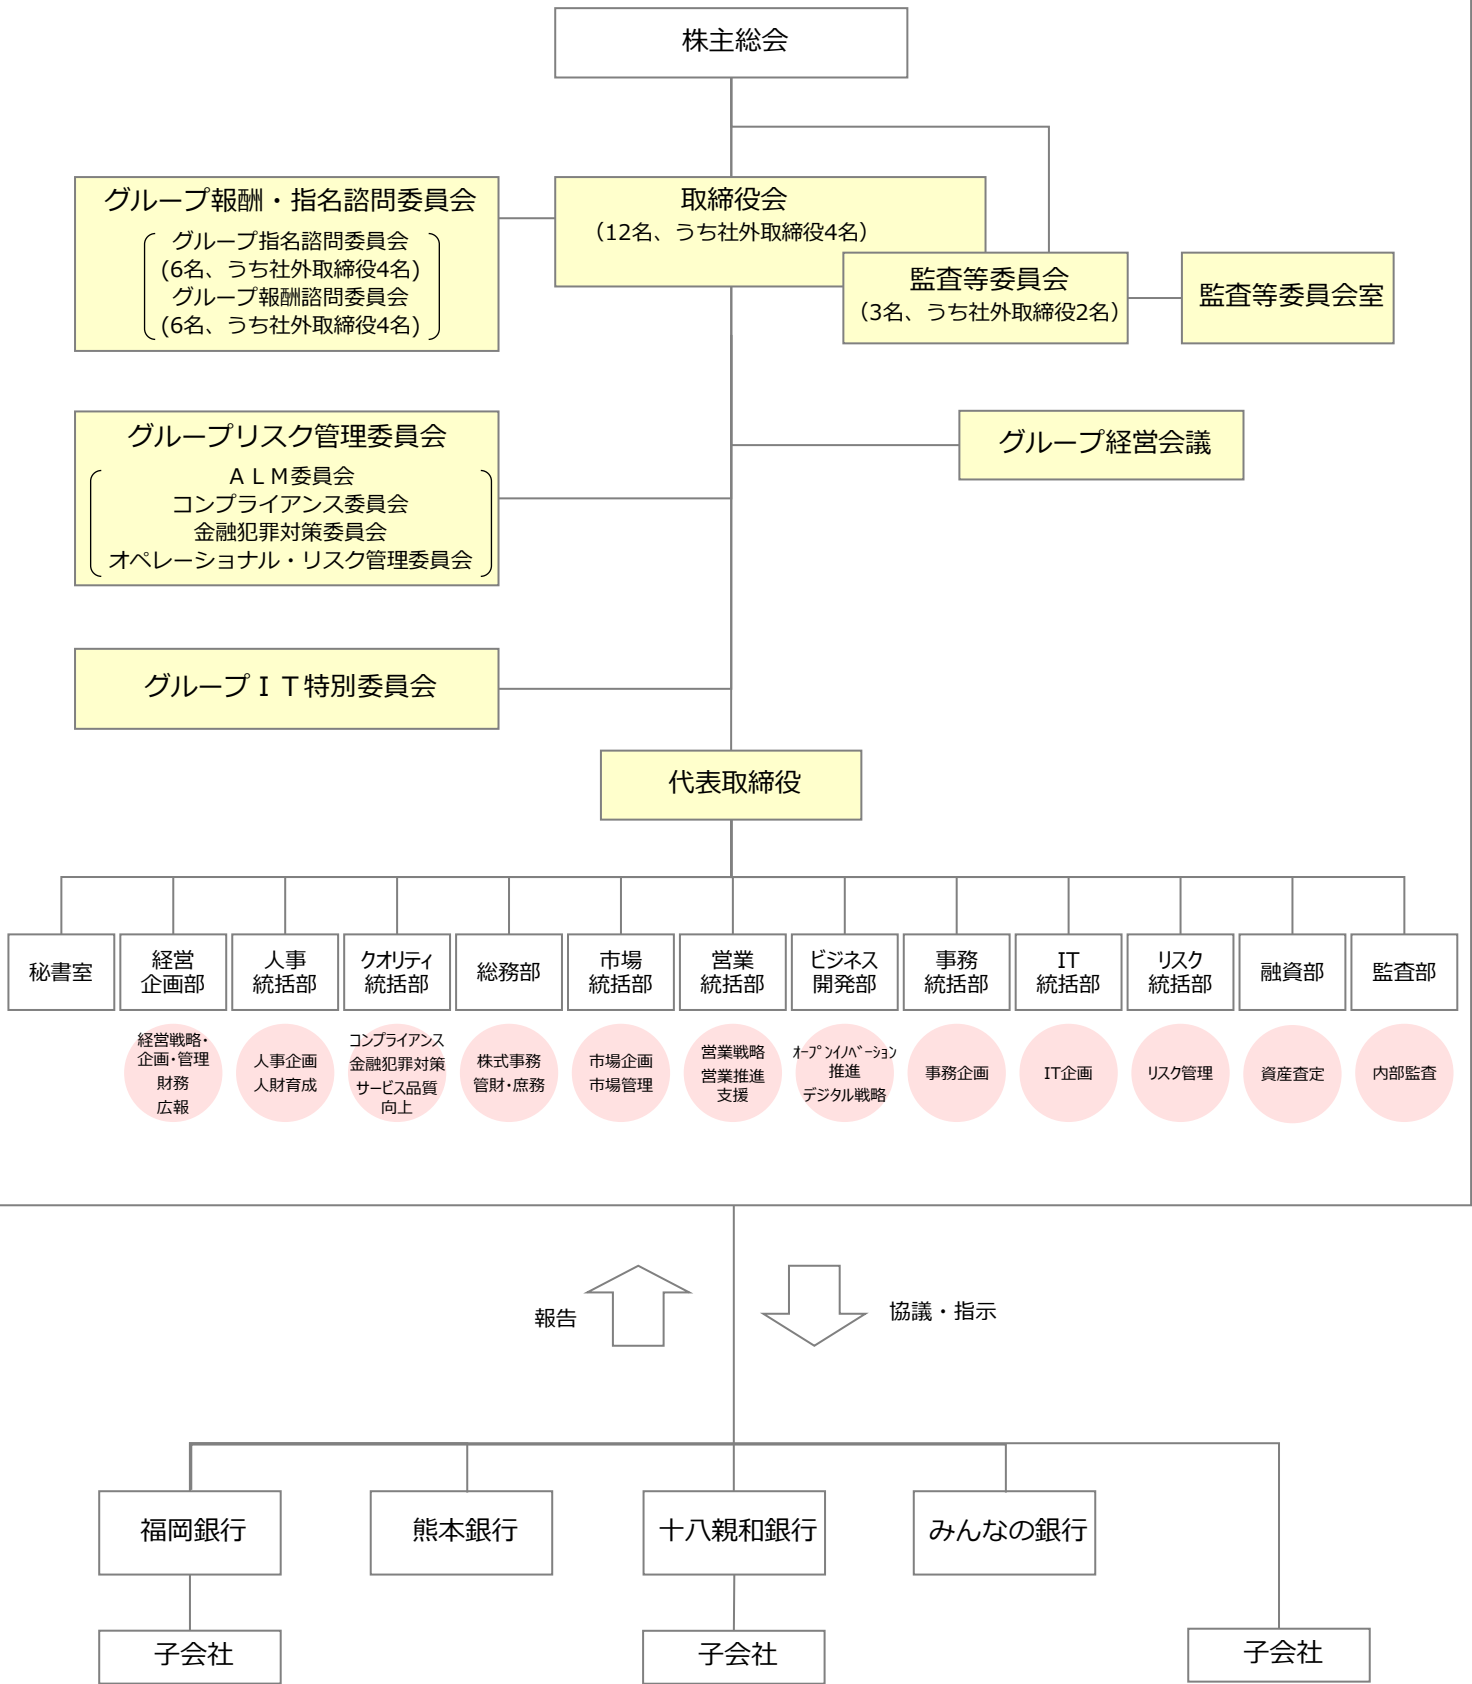 株主総会
グループ報酬・指名諮問委員会
グループ指名諮問委員会
(6名、うち社外取締役4名)
グループ報酬諮問委員会
(6名、うち社外取締役4名)
取締役会
（12名、うち社外取締役4名）
監査等委員会
（3名、うち社外取締役2名）
監査等委員会室
グループリスク管理委員会
ＡＬＭ委員会
コンプライアンス委員会
金融犯罪対策委員会
オペレーショナル・リスク管理委員会
グループ経営会議
グループＩＴ特別委員会
代表取締役
秘書室
経営
企画部
人事
統括部
クオリティ
統括部
総務部
市場
統括部
営業
統括部
ビジネス
開発部
事務
統括部
IT
統括部
リスク
統括部
融資部
監査部
経営戦略・
企画・管理
財務
広報
人事企画
人財育成
コンプライアンス
金融犯罪対策
サービス品質
向上
株式事務
管財・庶務
市場企画
市場管理
営業戦略
営業推進
支援
ｵｰﾌﾟﾝｲﾉﾍﾞｰｼｮﾝ
推進
デジタル戦略
事務企画
IT企画
リスク管理
資産査定
内部監査
報告
協議・指示
福岡銀行
熊本銀行
十八親和銀行
みんなの銀行
子会社
子会社
子会社